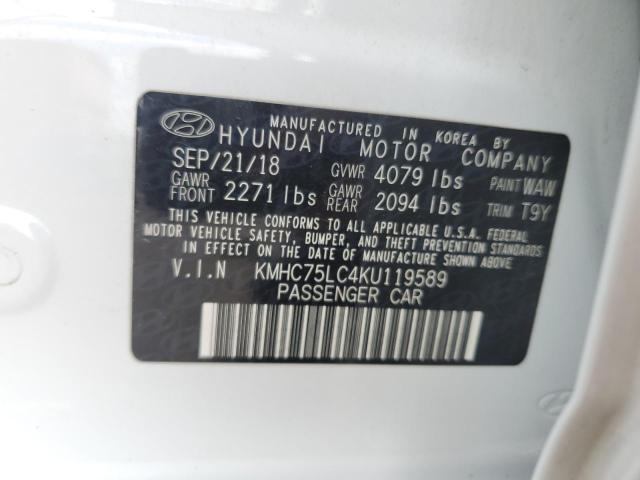 MANUFACTURED IN KOREA BY
HYUNDAI MOTOR COMPANY
SEP/21/18 GVWR 4079 lbs PAINT WAW
GAWR FRONT 2271 lbs GAWR REAR 2094 lbs TRIM T9Y
THIS VEHICLE CONFORMS TO ALL APPLICABLE U.S.A. FEDERAL
MOTOR VEHICLE SAFETY, BUMPER, AND THEFT PREVENTION STANDARDS
IN EFFECT ON THE DATE OF MANUFACTURE SHOWN ABOVE.
V.I.N KMHC75LC4KU119589
PASSENGER CAR